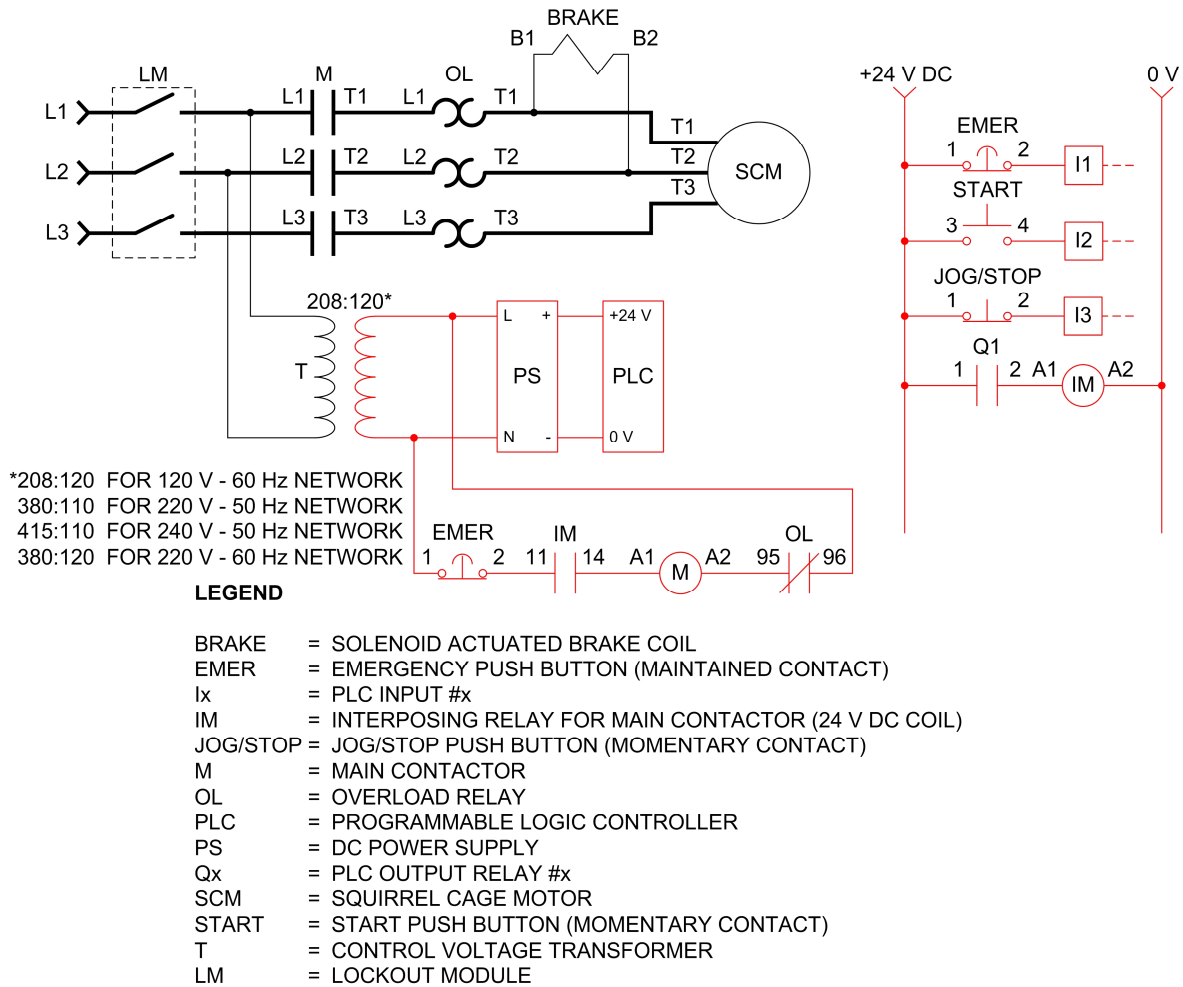 BRAKE
B1 B2
+24 V DC 0 V
LM M OL
L1 L1 T1 L1 T1 T1
L2 L2 T2 L2 T2 T2
SCM
L3 L3 T3 L3 T3 T3
EMER
1 2 I1
START
3 4 I2
JOG/STOP
1 2 I3
Q1
1 2 A1 IM A2
208:120*
T
L + +24 V
PS PLC
N - 0 V
*208:120 FOR 120 V - 60 Hz NETWORK
380:110 FOR 220 V - 50 Hz NETWORK
415:110 FOR 240 V - 50 Hz NETWORK
380:120 FOR 220 V - 60 Hz NETWORK
EMER IM OL
1 2 11 14 A1 M A2 95 96
LEGEND
BRAKE = SOLENOID ACTUATED BRAKE COIL
EMER = EMERGENCY PUSH BUTTON (MAINTAINED CONTACT)
Ix = PLC INPUT #x
IM = INTERPOSING RELAY FOR MAIN CONTACTOR (24 V DC COIL)
JOG/STOP = JOG/STOP PUSH BUTTON (MOMENTARY CONTACT)
M = MAIN CONTACTOR
OL = OVERLOAD RELAY
PLC = PROGRAMMABLE LOGIC CONTROLLER
PS = DC POWER SUPPLY
Qx = PLC OUTPUT RELAY #x
SCM = SQUIRREL CAGE MOTOR
START = START PUSH BUTTON (MOMENTARY CONTACT)
T = CONTROL VOLTAGE TRANSFORMER
LM = LOCKOUT MODULE